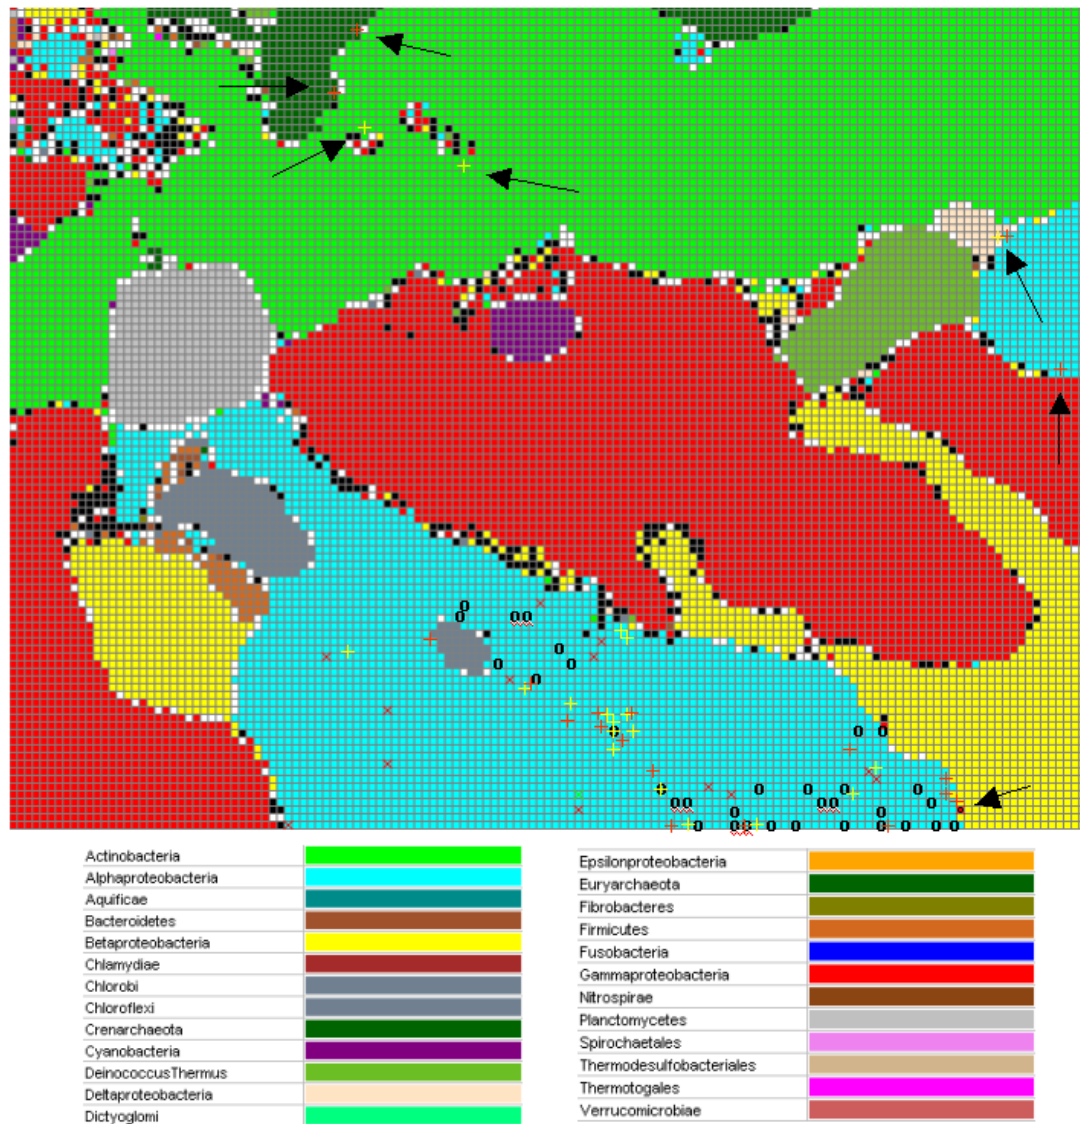 Actinobacteria
Alphaproteobacteria
Aquificae
Bacteroidetes
Betaproteobacteria
Chlamydiae
Chlorobi
Chloroflexi
Crenarchaeota
Cyanobacteria
DeinococcusThermus
Deltaproteobacteria
Dictyoglomi
Epsilonproteobacteria
Euryarchaeota
Fibrobacteres
Firmicutes
Fusobacteria
Gammaproteobacteria
Nitrospirae
Planctomycetes
Spirochaetales
Thermodesulfobacteriales
Thermotogales
Verrucomicrobiae